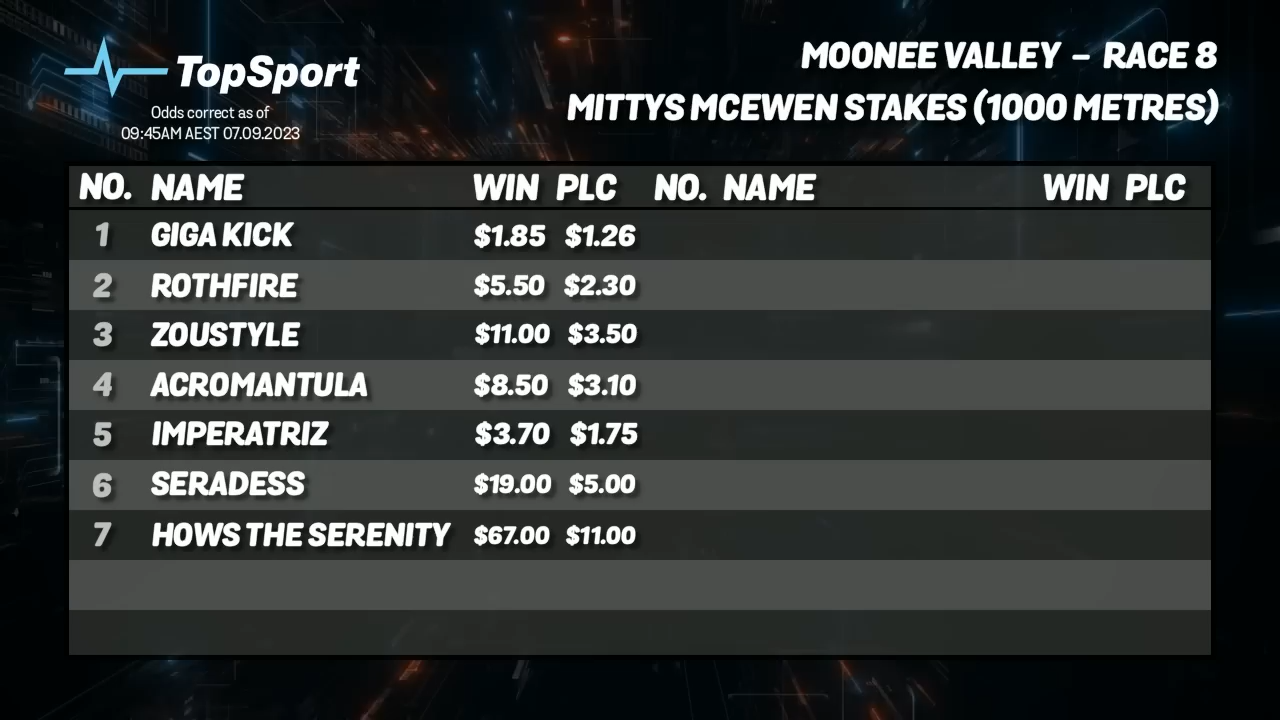 TopSport
Odds correct as of
09:45AM AEST 07.09.2023
MOONEE VALLEY – RACE 8
MITTYS MCEWEN STAKES (1000 METRES)
NO. NAME WIN PLC NO. NAME WIN PLC
1 GIGA KICK $1.85 $1.26
2 ROTHFIRE $5.50 $2.30
3 ZOUSTYLE $11.00 $3.50
4 ACROMANTULA $8.50 $3.10
5 IMPERATRIZ $3.70 $1.75
6 SERADESS $19.00 $5.00
7 HOWS THE SERENITY $67.00 $11.00